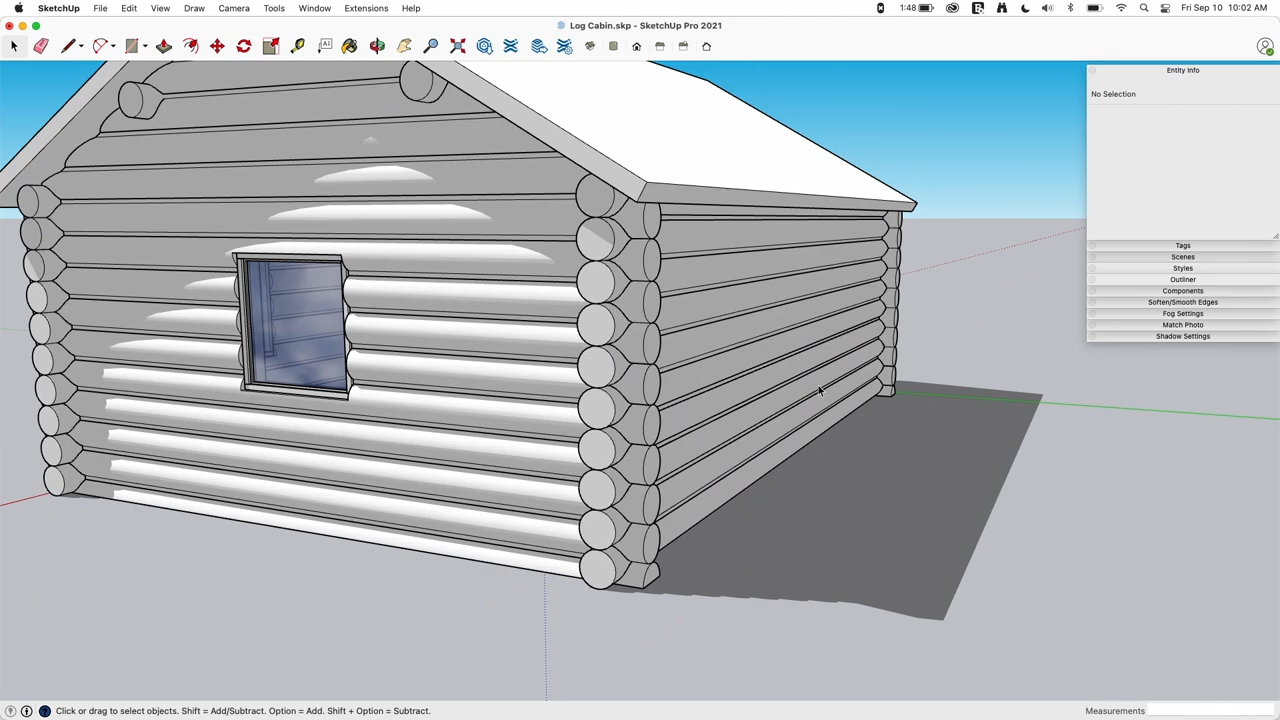 SketchUp File Edit View Draw Camera Tools Window Extensions Help 1:48 Fri Sep 10 10:02 AM
Log Cabin.skp - SketchUp Pro 2021
A1
Entity Info
No Selection
Tags
Scenes
Styles
Outliner
Components
Soften/Smooth Edges
Fog Settings
Match Photo
Shadow Settings
Click or drag to select objects. Shift = Add/Subtract. Option = Add. Shift + Option = Subtract. Measurements